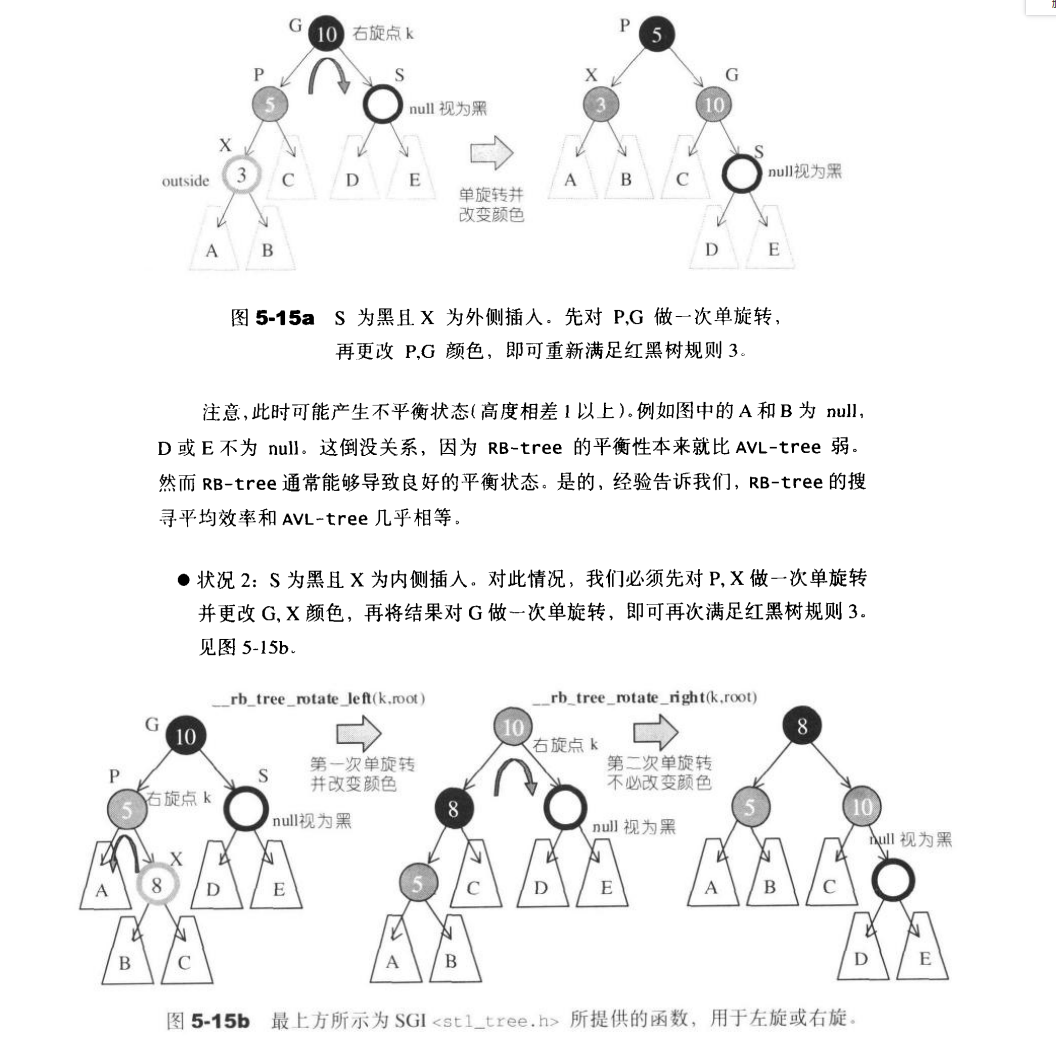 G 10 右旋点 k
P 5 S null 视为黑
X outside 3 C D E
A B
单旋转并
改变颜色
P 5
X G
3 10
S null视为黑
A B C
D E
图 5-15a S 为黑且 X 为外侧插入。先对 P,G 做一次单旋转，
再更改 P,G 颜色，即可重新满足红黑树规则 3。
注意，此时可能产生不平衡状态（高度相差 1 以上）。例如图中的 A 和 B 为 null，
D 或 E 不为 null。这倒没关系，因为 RB-tree 的平衡性本来就比 AVL-tree 弱。
然而 RB-tree 通常能够导致良好的平衡状态。是的，经验告诉我们，RB-tree 的搜
寻平均效率和 AVL-tree 几乎相等。
● 状况 2：S 为黑且 X 为内侧插入。对此情况，我们必须先对 P, X 做一次单旋转
并更改 G, X 颜色，再将结果对 G 做一次单旋转，即可再次满足红黑树规则 3。
见图 5-15b。
__rb_tree_rotate_left(k,root)
__rb_tree_rotate_right(k,root)
G 10
P S
5 右旋点 k
null视为黑
X
A 8 D E
B C
第一次单旋转
并改变颜色
10
右旋点 k
8 null 视为黑
5 C D E
A B
第二次单旋转
不必改变颜色
8
5 10
null 视为黑
A B C
D E
图 5-15b 最上方所示为 SGI <stl_tree.h> 所提供的函数，用于左旋或右旋。